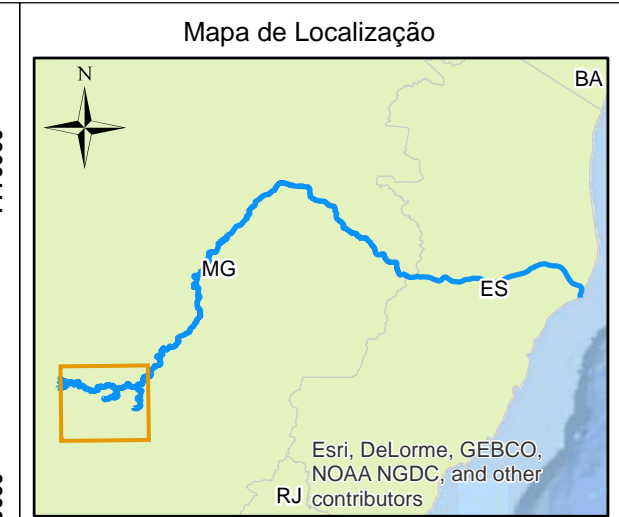 Mapa de Localização
N
BA
MG
ES
Esri, DeLorme, GEBCO,
NOAA NGDC, and other
RJ contributors